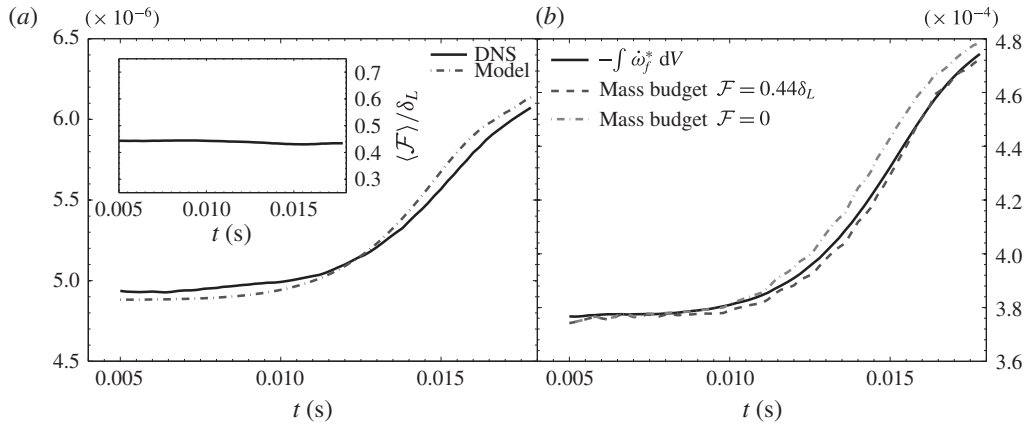 (a)
(× 10⁻⁶)
6.5
6.0
5.5
5.0
4.5
DNS
Model
0.7
0.6
0.5
0.4
0.3
⟨ℱ⟩/δ_L
0.005 0.010 0.015
t (s)
0.005 0.010 0.015
t (s)
(b)
(× 10⁻⁴)
−∫ ω̇*_f dV
Mass budget ℱ = 0.44δ_L
Mass budget ℱ = 0
4.8
4.6
4.4
4.2
4.0
3.8
3.6
0.005 0.010 0.015
t (s)